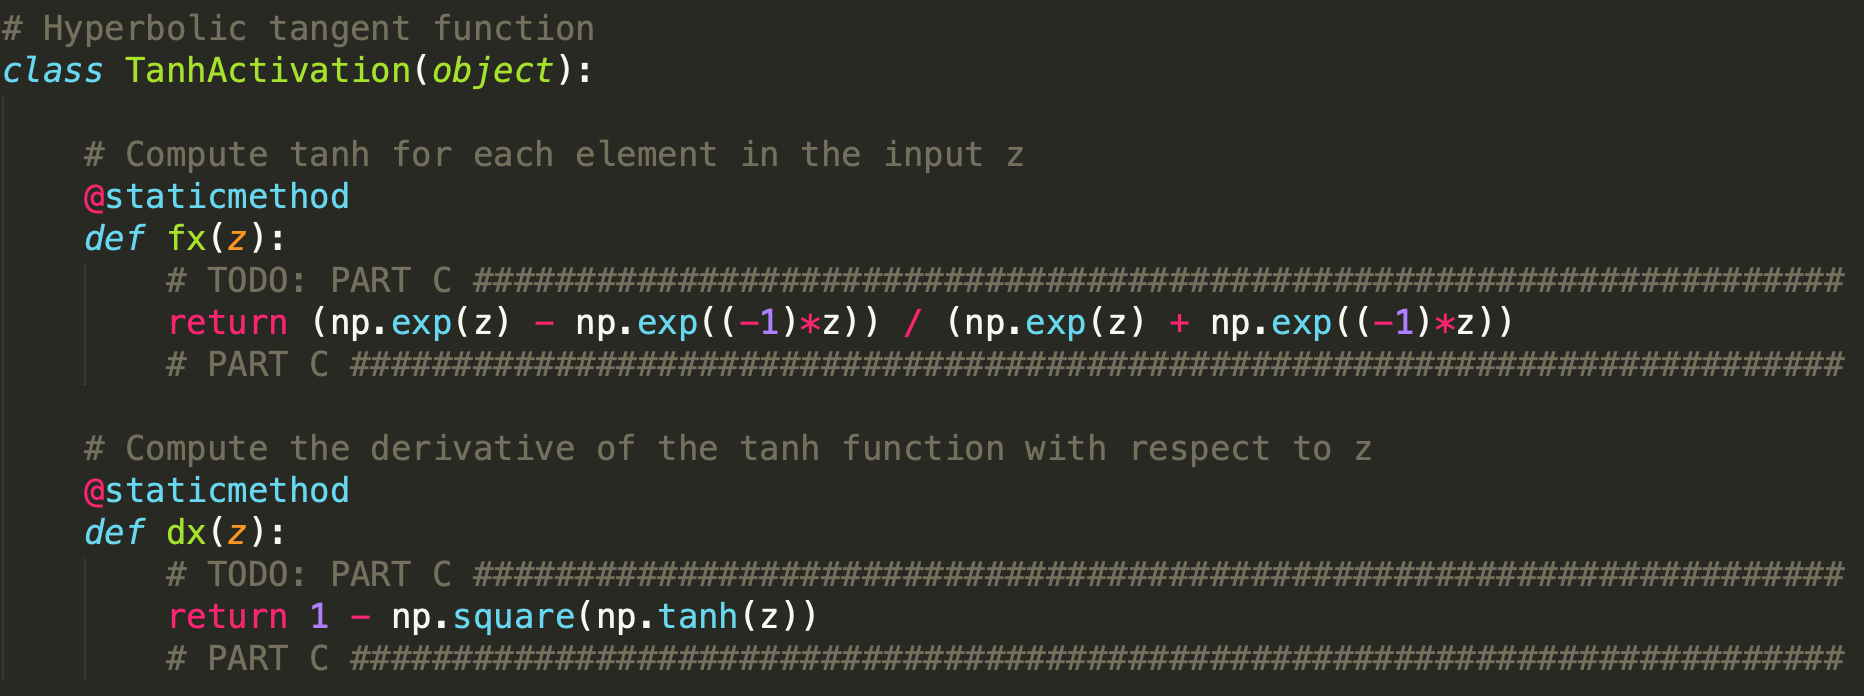 # Hyperbolic tangent function
class TanhActivation(object):
# Compute tanh for each element in the input z
@staticmethod
def fx(z):
# TODO: PART C ###################################################################
return (np.exp(z) - np.exp((-1)*z)) / (np.exp(z) + np.exp((-1)*z))
# PART C #########################################################################
# Compute the derivative of the tanh function with respect to z
@staticmethod
def dx(z):
# TODO: PART C ###################################################################
return 1 - np.square(np.tanh(z))
# PART C #########################################################################